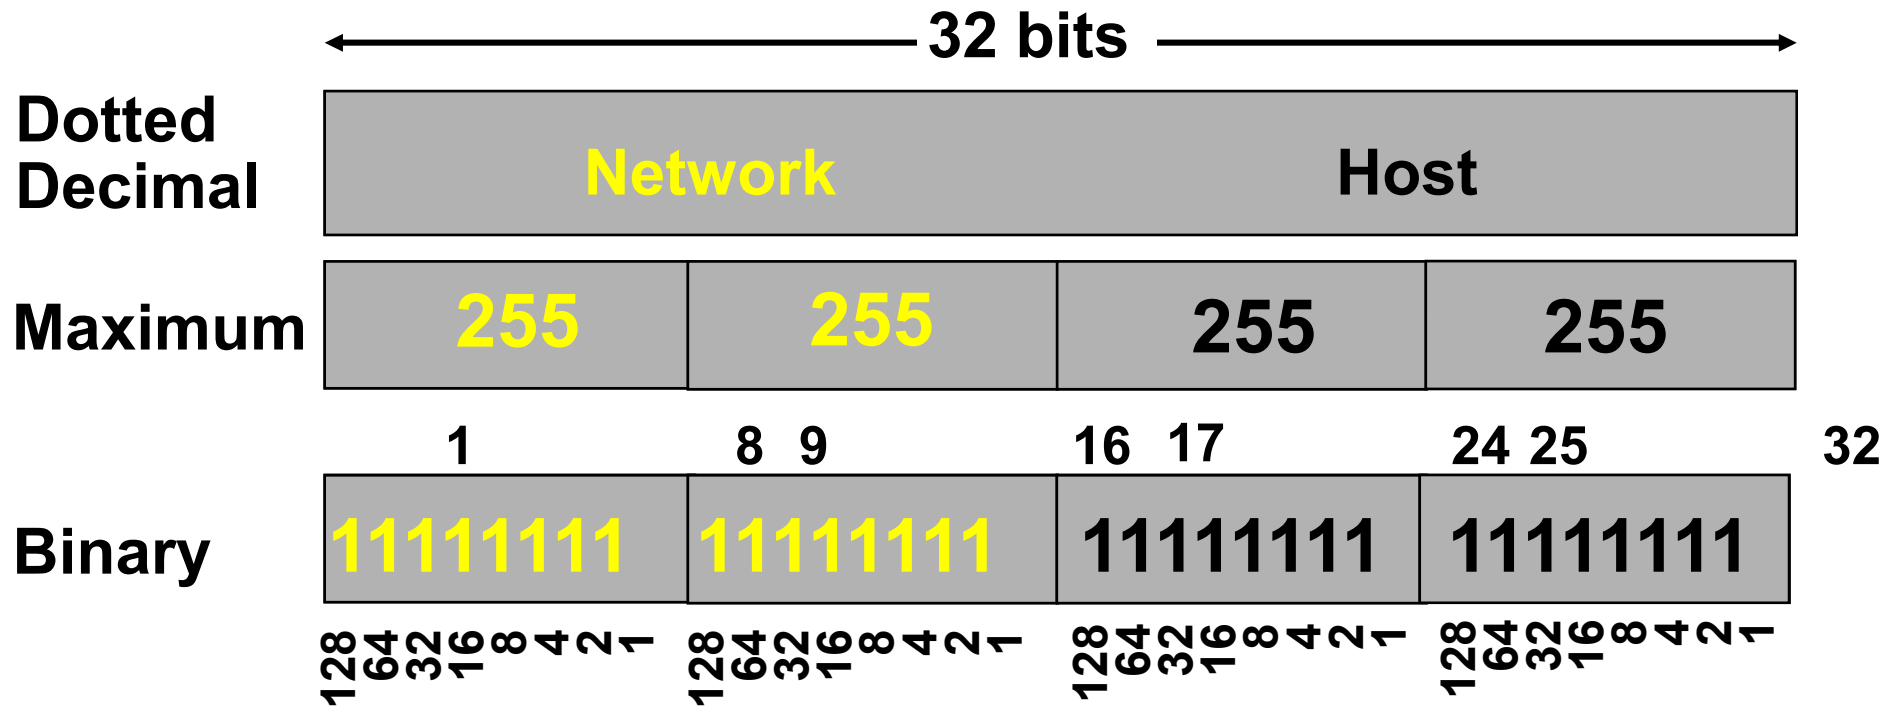 32 bits
Dotted
Decimal
Network Host
Maximum 255 255 255 255
1 8 9 16 17 24 25 32
Binary 11111111 11111111 11111111 11111111
128 64 32 16 8 4 2 1 128 64 32 16 8 4 2 1 128 64 32 16 8 4 2 1 128 64 32 16 8 4 2 1